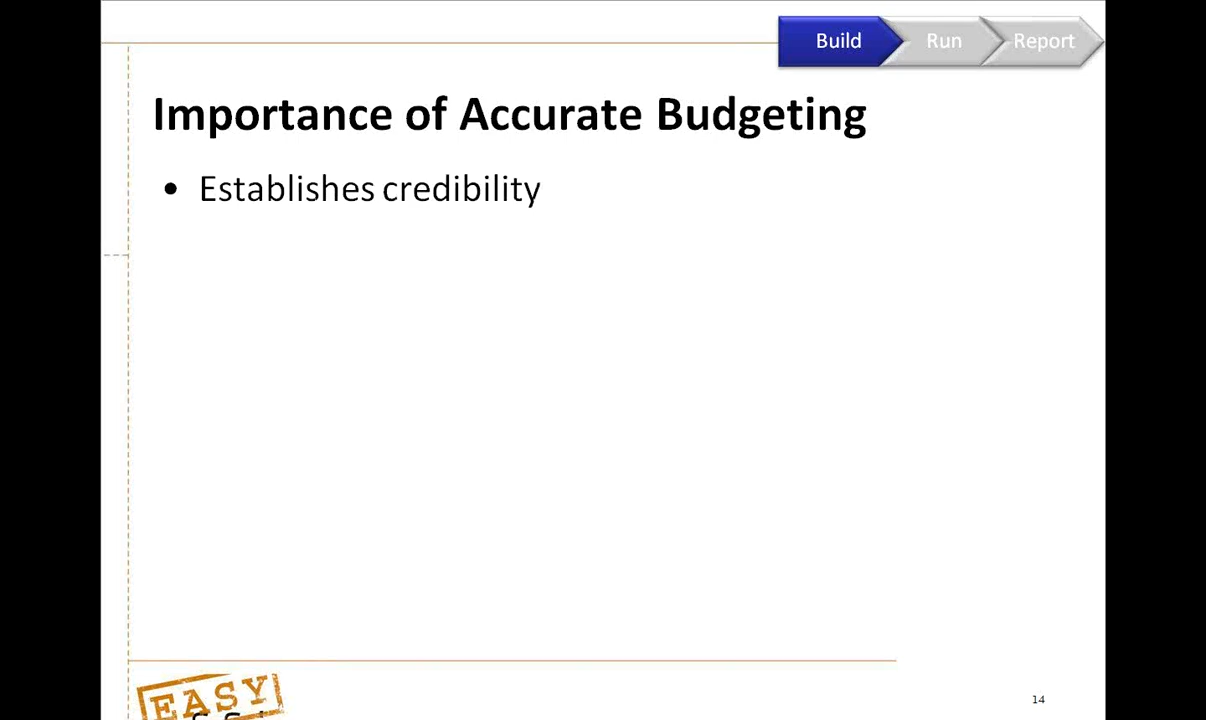 Build Run Report
Importance of Accurate Budgeting
• Establishes credibility
EASY
14